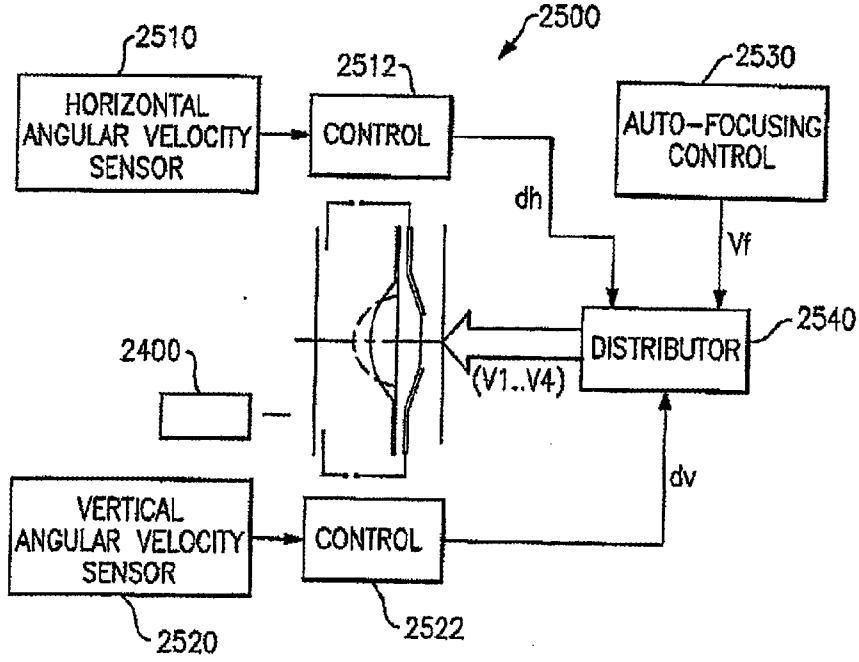 2500
2510
2512
2530
HORIZONTAL
ANGULAR VELOCITY
SENSOR
CONTROL
AUTO-FOCUSING
CONTROL
dh
Vf
2540
DISTRIBUTOR
2400
(V1..V4)
dv
VERTICAL
ANGULAR VELOCITY
SENSOR
CONTROL
2520
2522